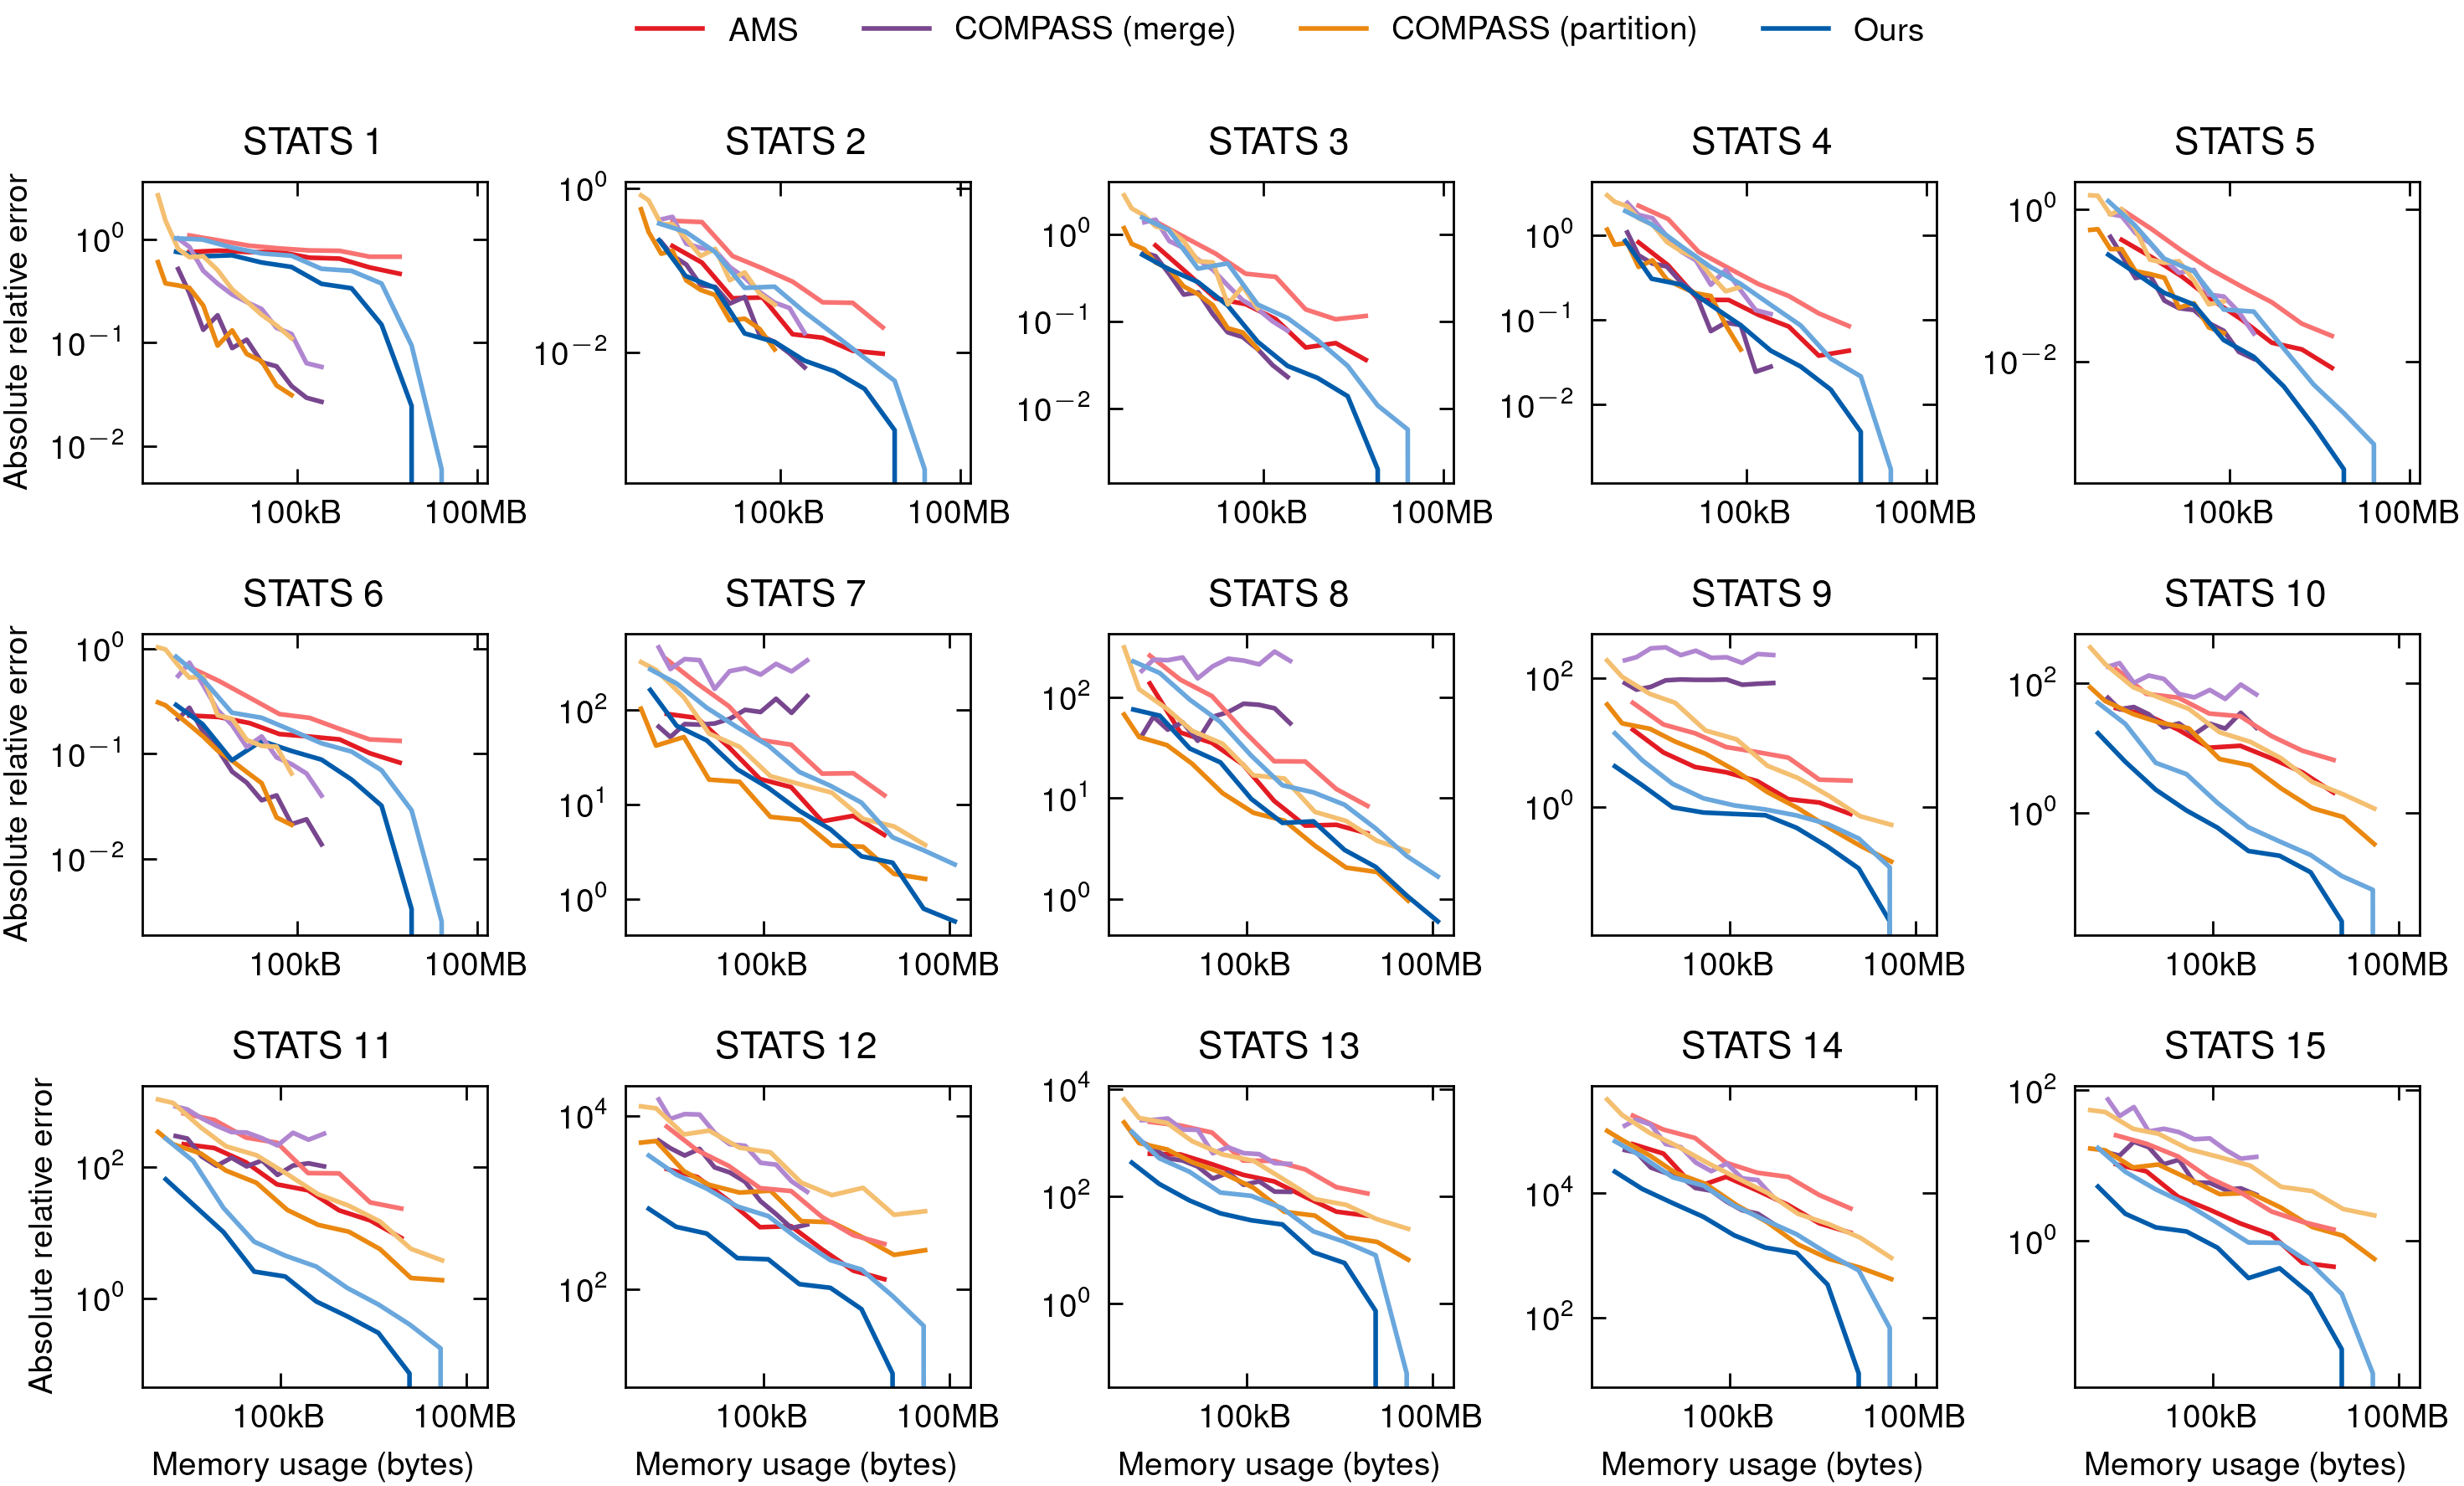 AMS COMPASS (merge) COMPASS (partition) Ours
STATS 1 STATS 2 STATS 3 STATS 4 STATS 5
Absolute relative error
10^0 10^−1 10^−2
10^0 10^−2
10^0 10^−1 10^−2
10^0 10^−1 10^−2
10^0 10^−2
100kB 100MB 100kB 100MB 100kB 100MB 100kB 100MB 100kB 100MB
STATS 6 STATS 7 STATS 8 STATS 9 STATS 10
Absolute relative error
10^0 10^−1 10^−2
10^2 10^1 10^0
10^2 10^1 10^0
10^2 10^0
10^2 10^0
100kB 100MB 100kB 100MB 100kB 100MB 100kB 100MB 100kB 100MB
STATS 11 STATS 12 STATS 13 STATS 14 STATS 15
Absolute relative error
10^2 10^0
10^4 10^2
10^4 10^2 10^0
10^4 10^2
10^2 10^0
100kB 100MB 100kB 100MB 100kB 100MB 100kB 100MB 100kB 100MB
Memory usage (bytes) Memory usage (bytes) Memory usage (bytes) Memory usage (bytes) Memory usage (bytes)